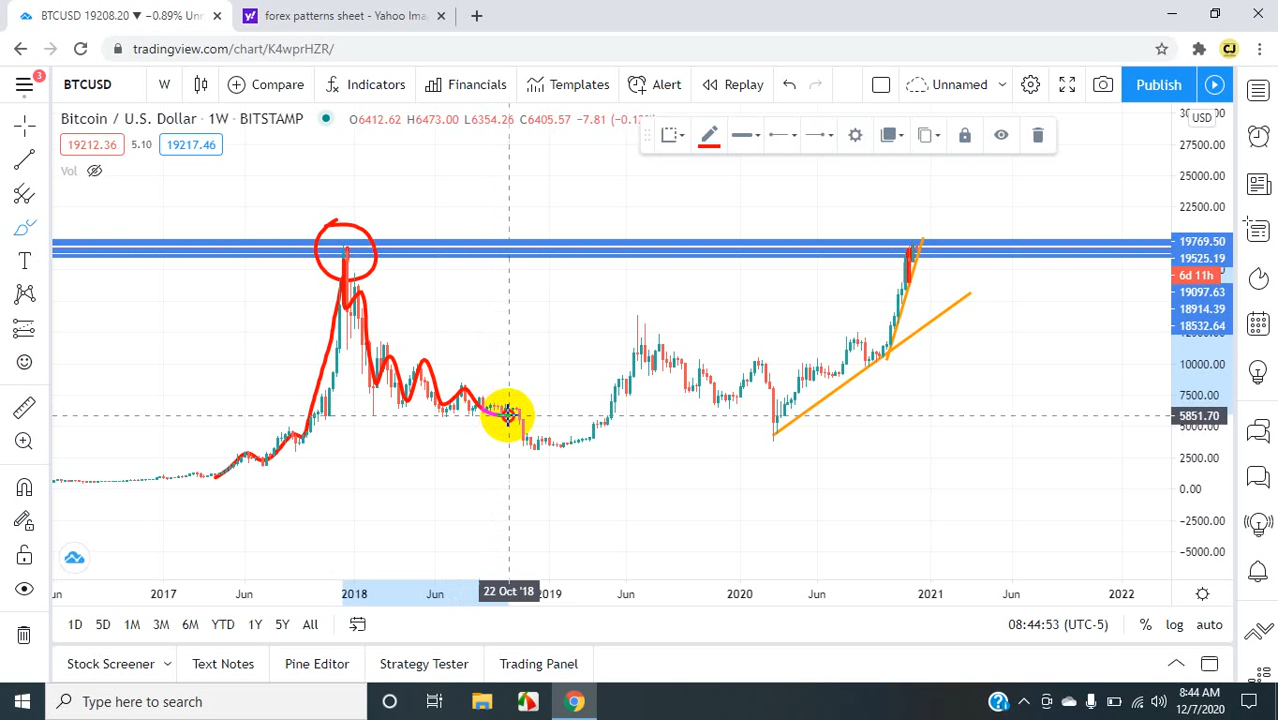 BTCUSD 19208.20 ▼ −0.89% Unn
forex patterns sheet - Yahoo Ima
tradingview.com/chart/K4wprHZR/
CJ
3
BTCUSD W Compare Indicators Financials Templates Alert Replay Unnamed Publish
Bitcoin / U.S. Dollar · 1W · BITSTAMP O6412.62 H6473.00 L6354.26 C6405.57 −7.81
USD
19212.36 5.10 19217.46
Vol
27500.00
25000.00
22500.00
19769.50
19525.19
6d 11h
19097.63
18914.39
18532.64
10000.00
7500.00
5851.70
5000.00
2500.00
0.00
−2500.00
−5000.00
2017 Jun 2018 Jun 22 Oct '18 2019 Jun 2020 Jun 2021 Jun 2022
1D 5D 1M 3M 6M YTD 1Y 5Y All 08:44:53 (UTC-5) % log auto
Stock Screener Text Notes Pine Editor Strategy Tester Trading Panel
Type here to search
8:44 AM
12/7/2020